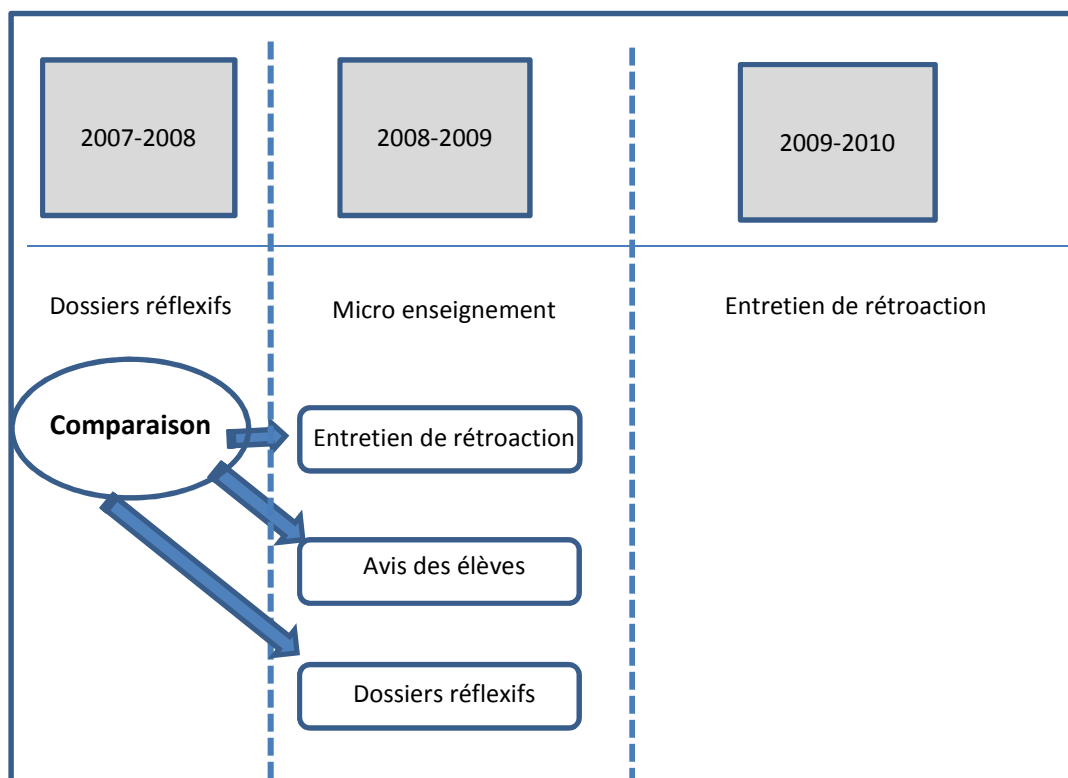 2007-2008
2008-2009
2009-2010
Dossiers réflexifs
Micro enseignement
Entretien de rétroaction
Comparaison
Entretien de rétroaction
Avis des élèves
Dossiers réflexifs